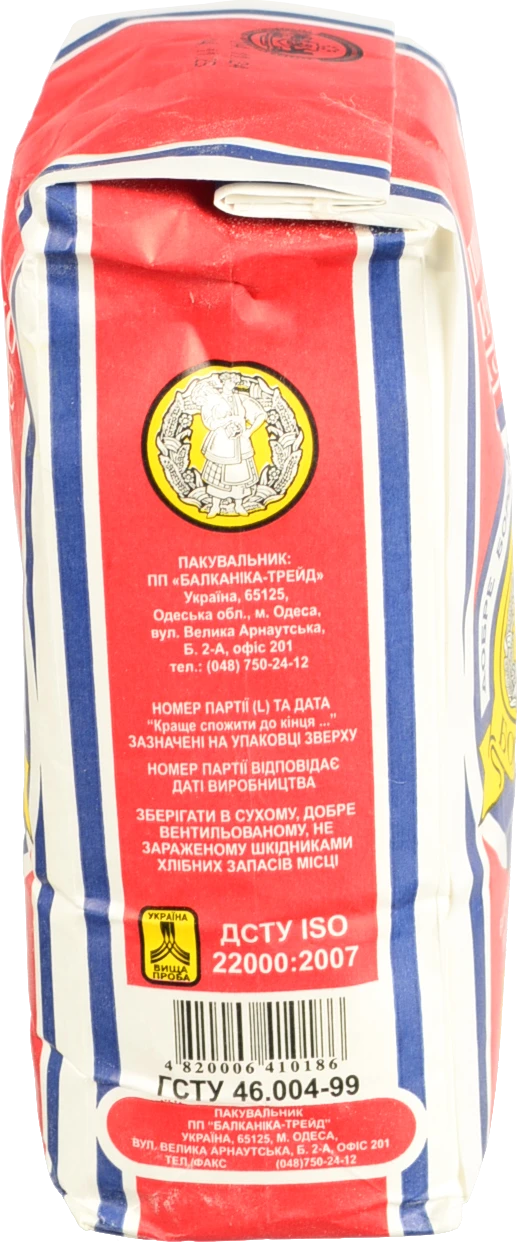 ПАКУВАЛЬНИК:
ПП «БАЛКАНІКА-ТРЕЙД»
Україна, 65125,
Одеська обл., м. Одеса,
вул. Велика Арнаутська,
Б. 2-А, офіс 201
тел.: (048) 750-24-12
НОМЕР ПАРТІЇ (L) ТА ДАТА
“Краще спожити до кінця ...”
ЗАЗНАЧЕНІ НА УПАКОВЦІ ЗВЕРХУ
НОМЕР ПАРТІЇ ВІДПОВІДАЄ
ДАТІ ВИРОБНИЦТВА
ЗБЕРІГАТИ В СУХОМУ, ДОБРЕ
ВЕНТИЛЬОВАНОМУ, НЕ
ЗАРАЖЕНОМУ ШКІДНИКАМИ
ХЛІБНИХ ЗАПАСІВ МІСЦІ
УКРАЇНА
ВИЩА
ПРОБА
ДСТУ ISO
22000:2007
4 820006 410186
ГСТУ 46.004-99
ПАКУВАЛЬНИК
ПП "БАЛКАНІКА-ТРЕЙД"
УКРАЇНА, 65125, М. ОДЕСА,
ВУЛ. ВЕЛИКА АРНАУТСЬКА, Б. 2-А, ОФІС 201
ТЕЛ./ФАКС (048)750-24-12
ДОБРЕ